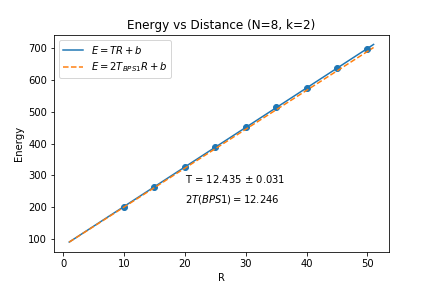 Energy vs Distance (N=8, k=2)
E = TR + b
E = 2T_{BPS1}R + b
T = 12.435 ± 0.031
2T(BPS1) = 12.246
Energy
700
600
500
400
300
200
100
0 10 20 30 40 50
R